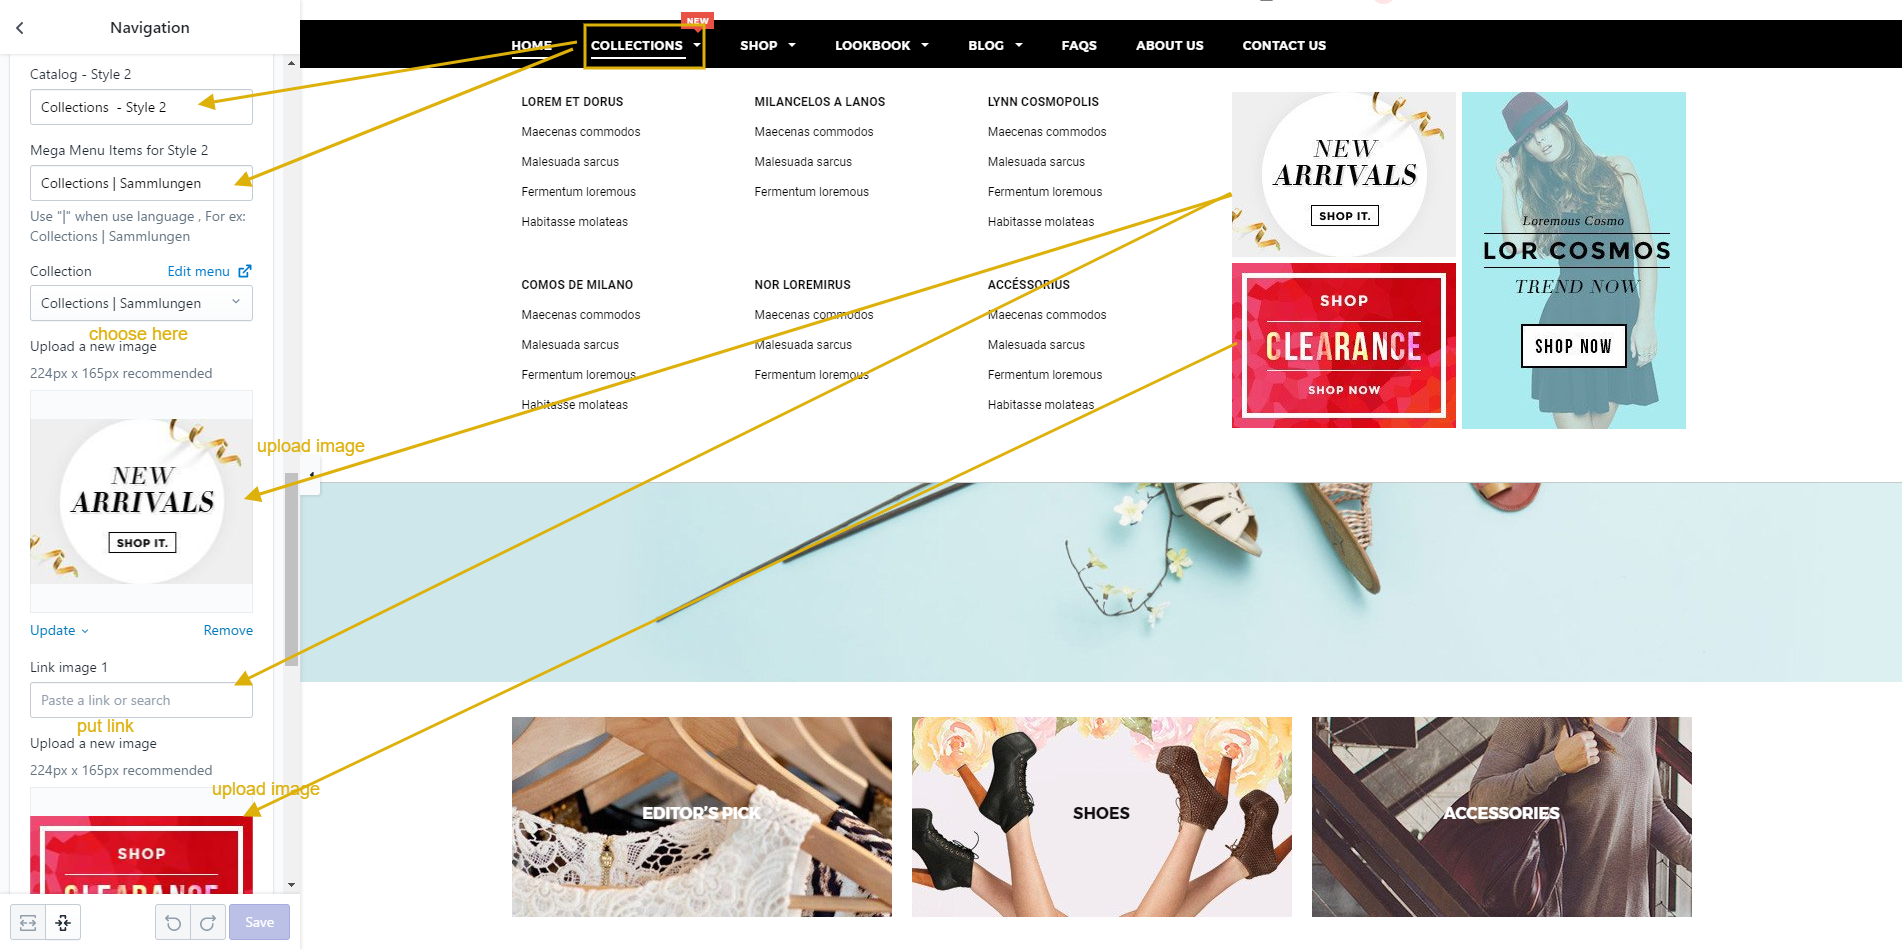 Navigation
Catalog - Style 2
Collections  - Style 2
Mega Menu Items for Style 2
Collections | Sammlungen
Use "|" when use language , For ex:
Collections | Sammlungen
Collection
Edit menu
Collections | Sammlungen
choose here
Upload a new image
224px x 165px recommended
upload image
NEW
ARRIVALS
SHOP IT.
Update
Remove
Link image 1
Paste a link or search
put link
Upload a new image
224px x 165px recommended
upload image
SHOP
CLEARANCE
Save
NEW
HOME
COLLECTIONS
SHOP
LOOKBOOK
BLOG
FAQS
ABOUT US
CONTACT US
LOREM ET DORUS
Maecenas commodos
Malesuada sarcus
Fermentum loremous
Habitasse molateas
MILANCELOS A LANOS
Maecenas commodos
Malesuada sarcus
Fermentum loremous
LYNN COSMOPOLIS
Maecenas commodos
Malesuada sarcus
Fermentum loremous
Habitasse molateas
COMOS DE MILANO
Maecenas commodos
Malesuada sarcus
Fermentum loremous
Habitasse molateas
NOR LOREMIRUS
Maecenas commodos
Malesuada sarcus
Fermentum loremous
ACCÉSSORIUS
Maecenas commodos
Malesuada sarcus
Fermentum loremous
Habitasse molateas
NEW
ARRIVALS
SHOP IT.
SHOP
CLEARANCE
SHOP NOW
Loremous Cosmo
LOR COSMOS
TREND NOW
SHOP NOW
EDITOR'S PICK
SHOES
ACCESSORIES